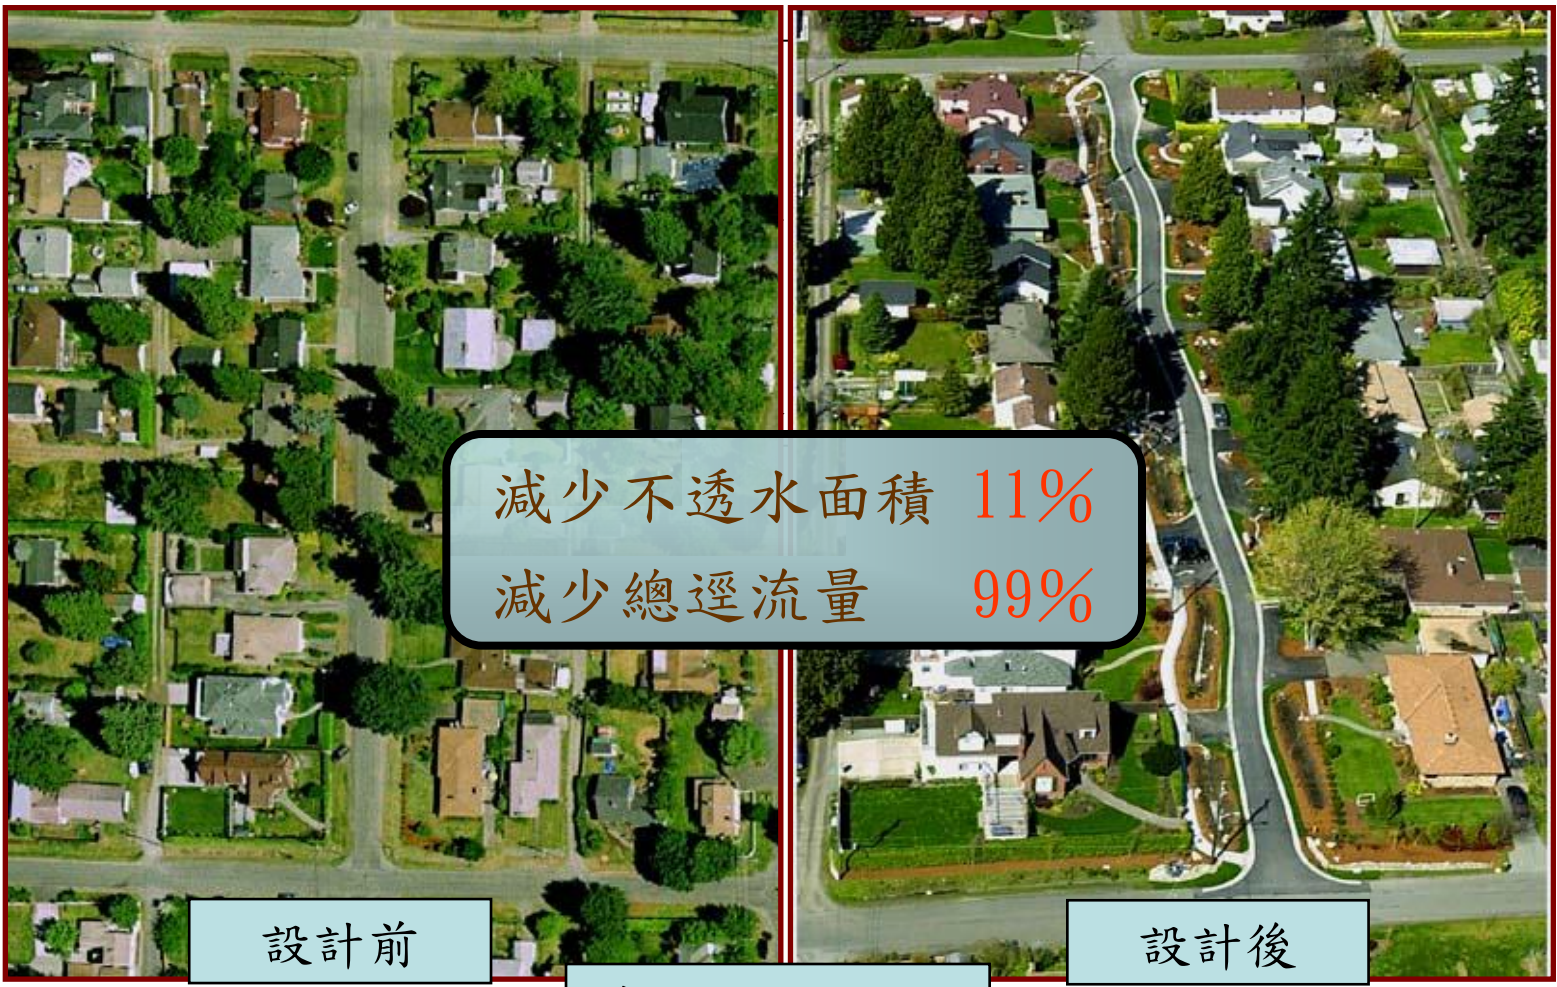 減少不透水面積 11%
減少總逕流量 99%
設計前
設計後